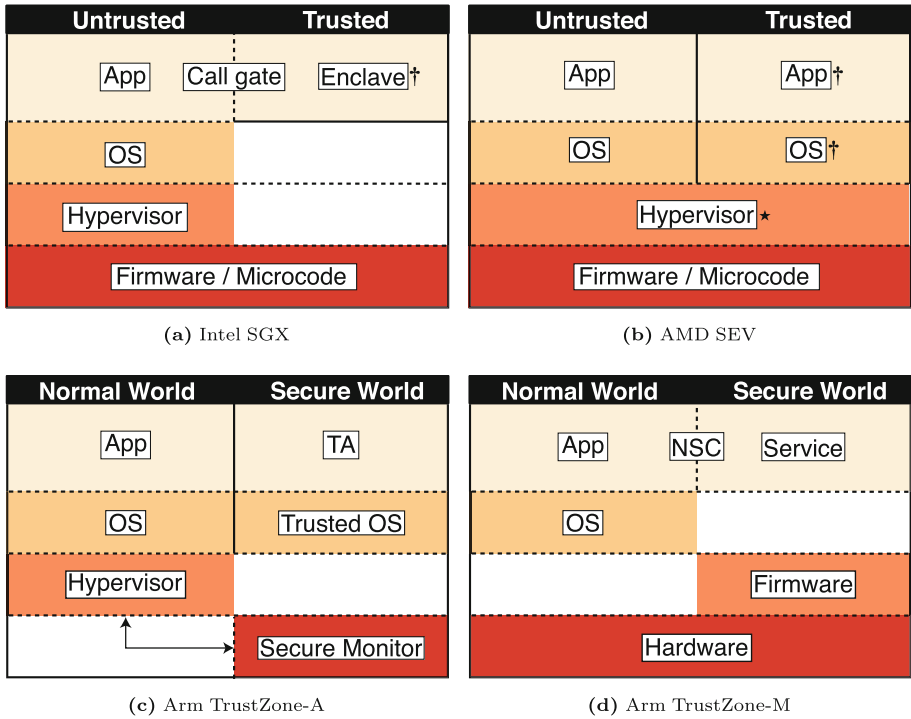 Untrusted Trusted
App Call gate Enclave†
OS
Hypervisor
Firmware / Microcode
(a) Intel SGX
Untrusted Trusted
App App†
OS OS†
Hypervisor★
Firmware / Microcode
(b) AMD SEV
Normal World Secure World
App TA
OS Trusted OS
Hypervisor
Secure Monitor
(c) Arm TrustZone-A
Normal World Secure World
App NSC Service
OS
Firmware
Hardware
(d) Arm TrustZone-M